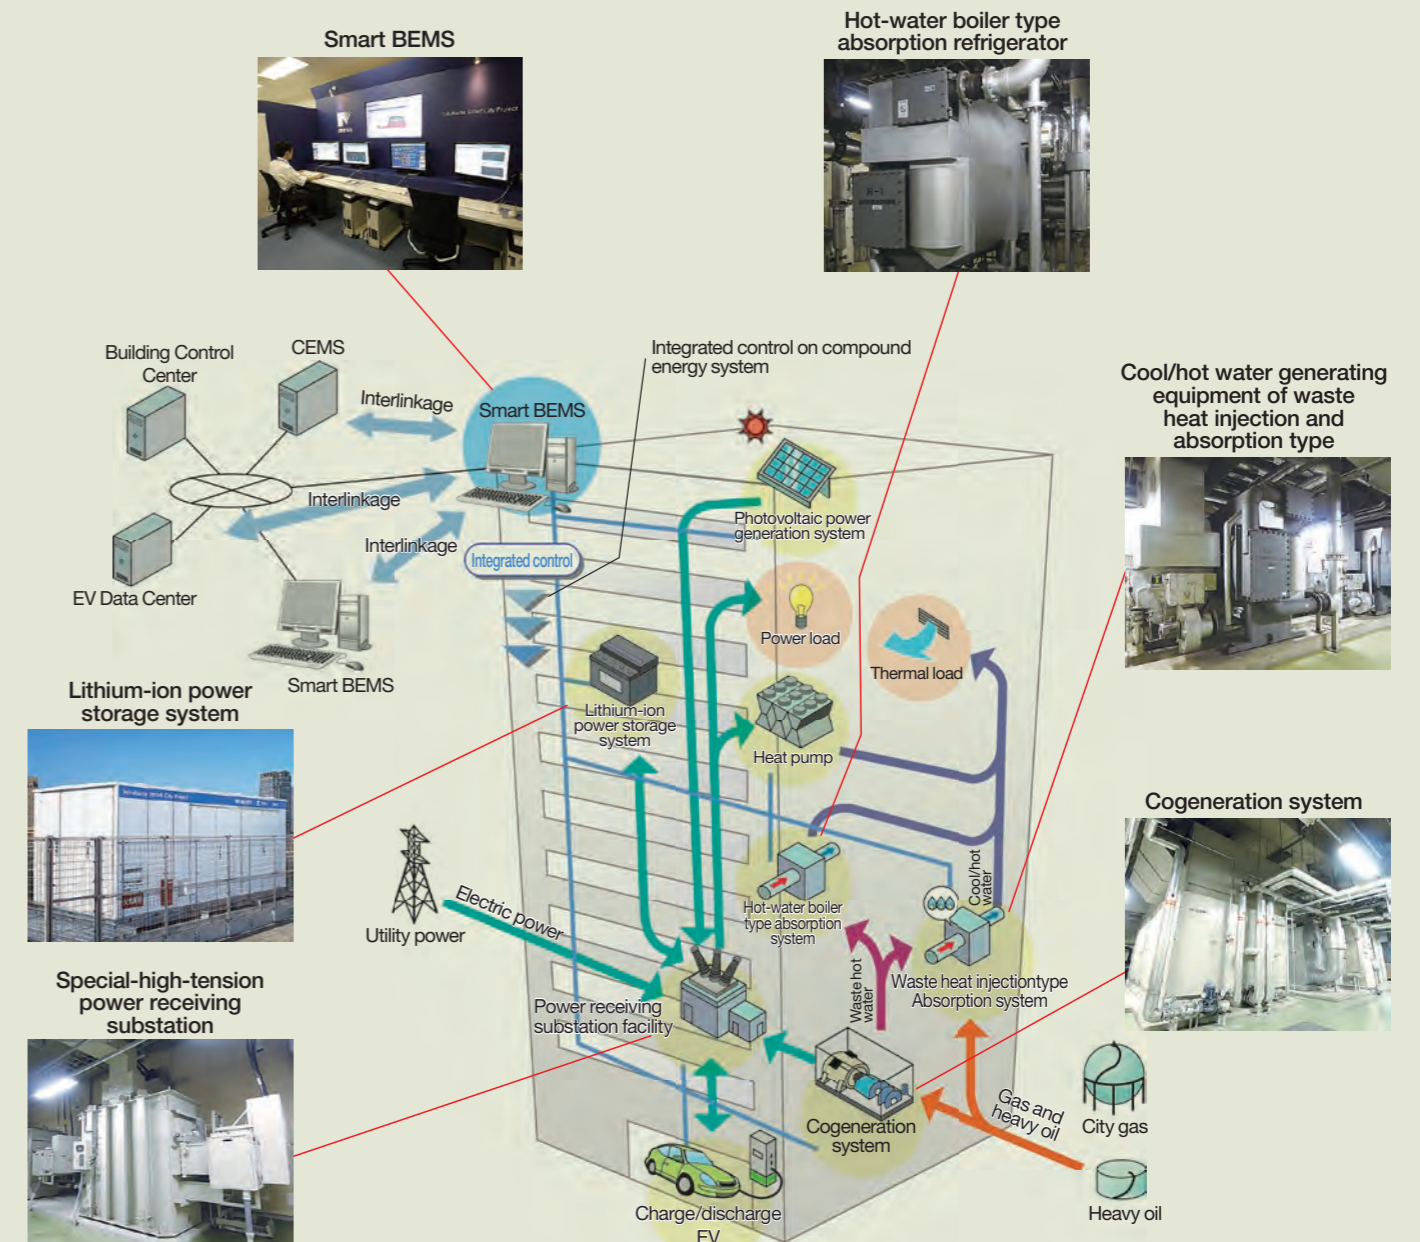 Smart BEMS
Hot-water boiler type
absorption refrigerator
Building Control
Center
CEMS
Interlinkage
Smart BEMS
Integrated control on compound
energy system
Cool/hot water generating
equipment of waste
heat injection and
absorption type
Interlinkage
Interlinkage
Integrated control
EV Data Center
Smart BEMS
Photovoltaic power
generation system
Power load
Thermal load
Lithium-ion power
storage system
Lithium-ion
power storage
system
Heat pump
Cogeneration system
Utility power
Electric power
Hot-water boiler
type absorption
system
Cool/hot
water
Waste hot
water
Waste heat injectiontype
Absorption system
Special-high-tension
power receiving
substation
Power receiving
substation facility
Cogeneration
system
Gas and
heavy oil
City gas
Heavy oil
Charge/discharge
EV